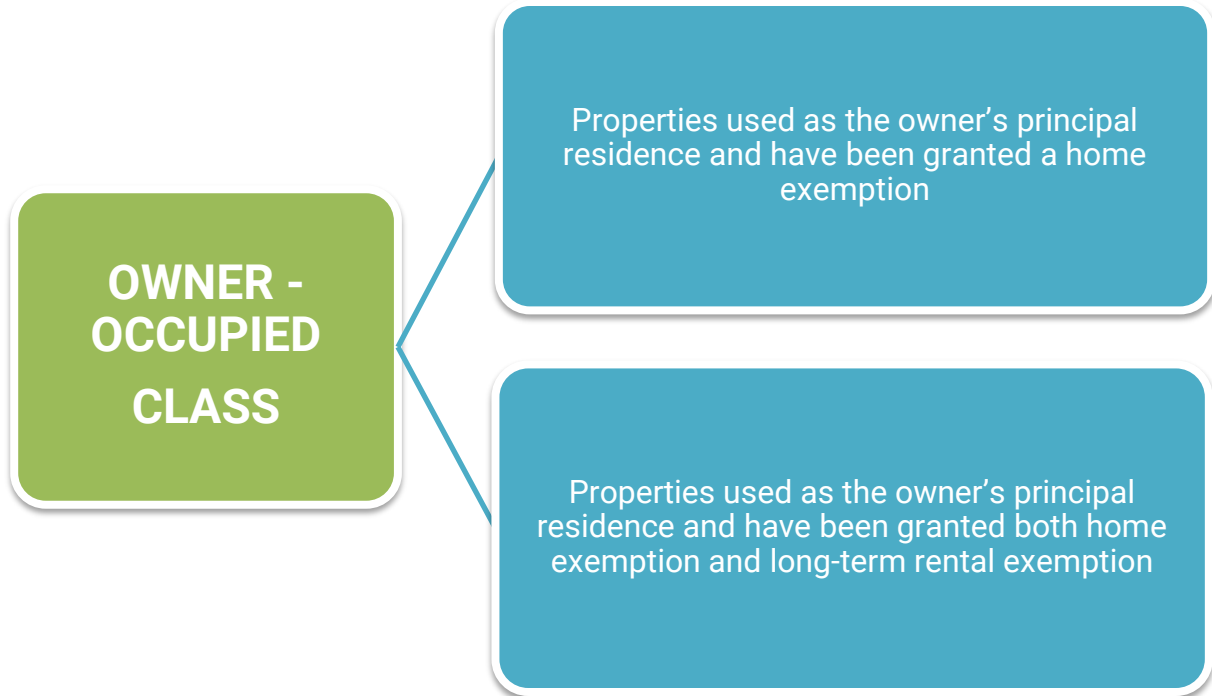 OWNER -
OCCUPIED
CLASS
Properties used as the owner’s principal
residence and have been granted a home
exemption
Properties used as the owner’s principal
residence and have been granted both home
exemption and long-term rental exemption